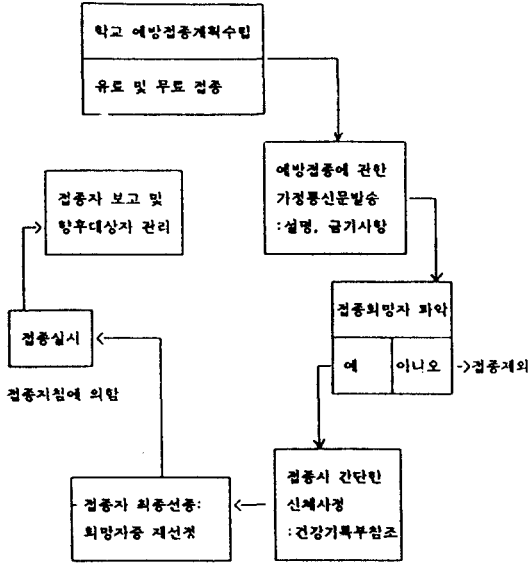 학교 예방접종계획수립
유료 및 무료 접종
예방접종에 관한
가정통신문발송
:설명, 금기사항
접종희망자 파악
예
아니오
->접종제외
접종시 간단한
신체사정
:건강기록부참조
접종자 최종선종:
희망자중 재선정
접종실시
접종지침에 의함
접종자 보고 및
향후대상자 관리